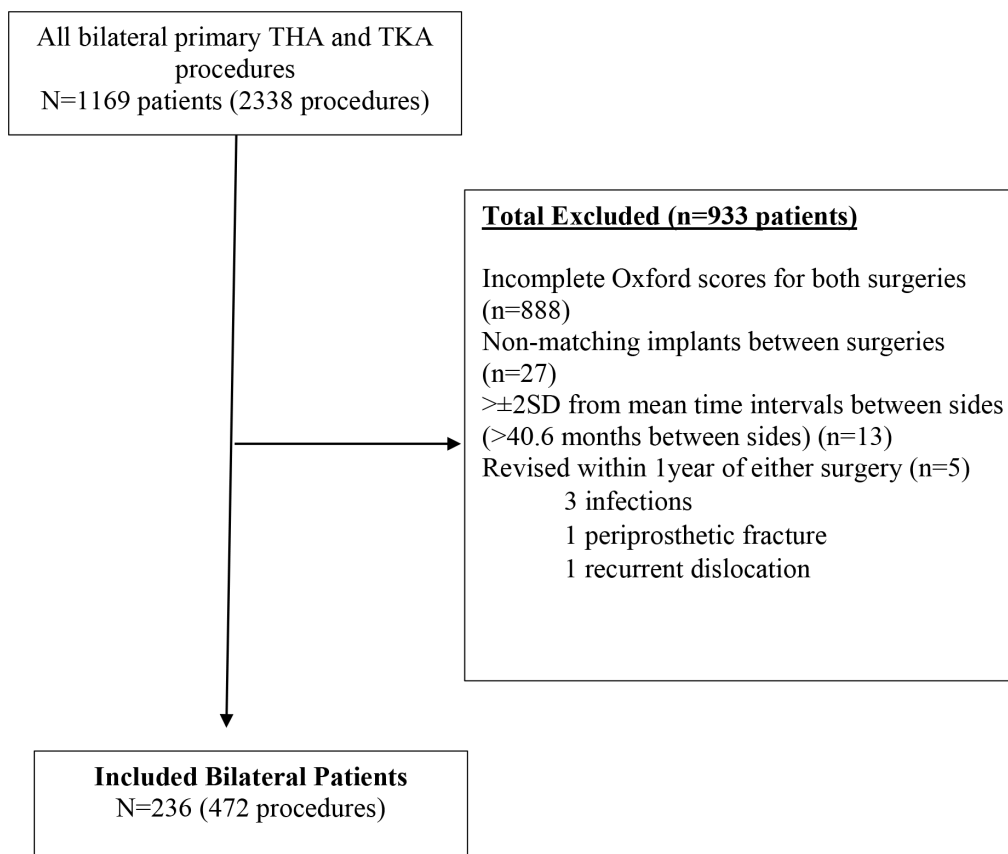 All bilateral primary THA and TKA
procedures
N=1169 patients (2338 procedures)
Total Excluded (n=933 patients)
Incomplete Oxford scores for both surgeries
(n=888)
Non-matching implants between surgeries
(n=27)
>±2SD from mean time intervals between sides
(>40.6 months between sides) (n=13)
Revised within 1year of either surgery (n=5)
3 infections
1 periprosthetic fracture
1 recurrent dislocation
Included Bilateral Patients
N=236 (472 procedures)